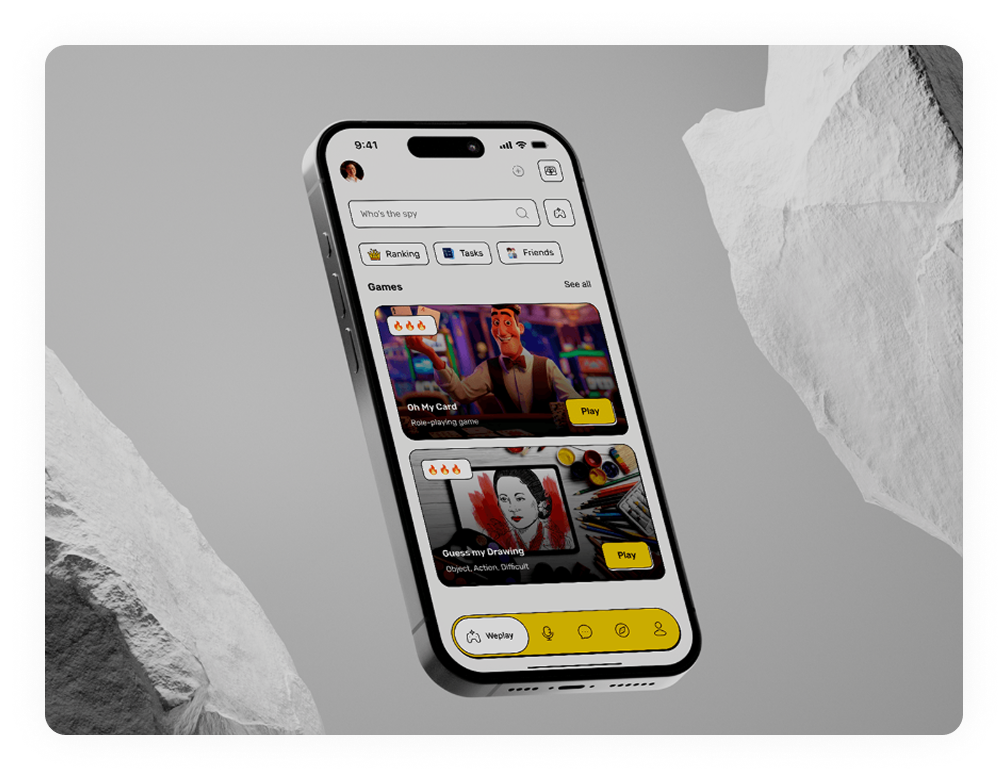 9:41
Who's the spy
Ranking Tasks Friends
Games See all
Oh My Card
Role-playing game
Play
Guess my Drawing
Object, Action, Difficult
Play
Weplay